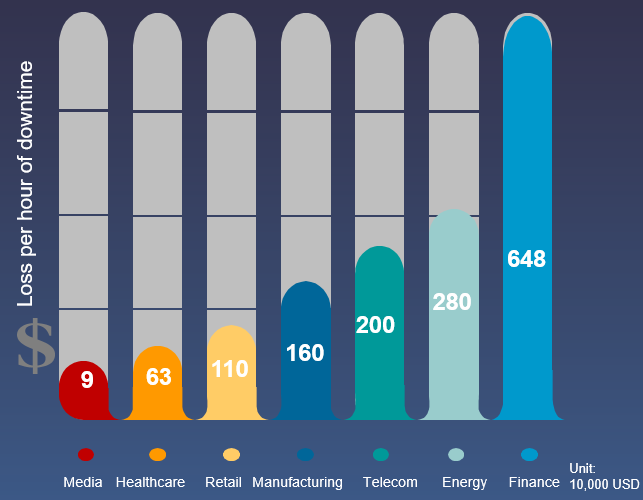 Loss per hour of downtime
$
9
63
110
160
200
280
648
Media
Healthcare
Retail
Manufacturing
Telecom
Energy
Finance
Unit:
10,000 USD